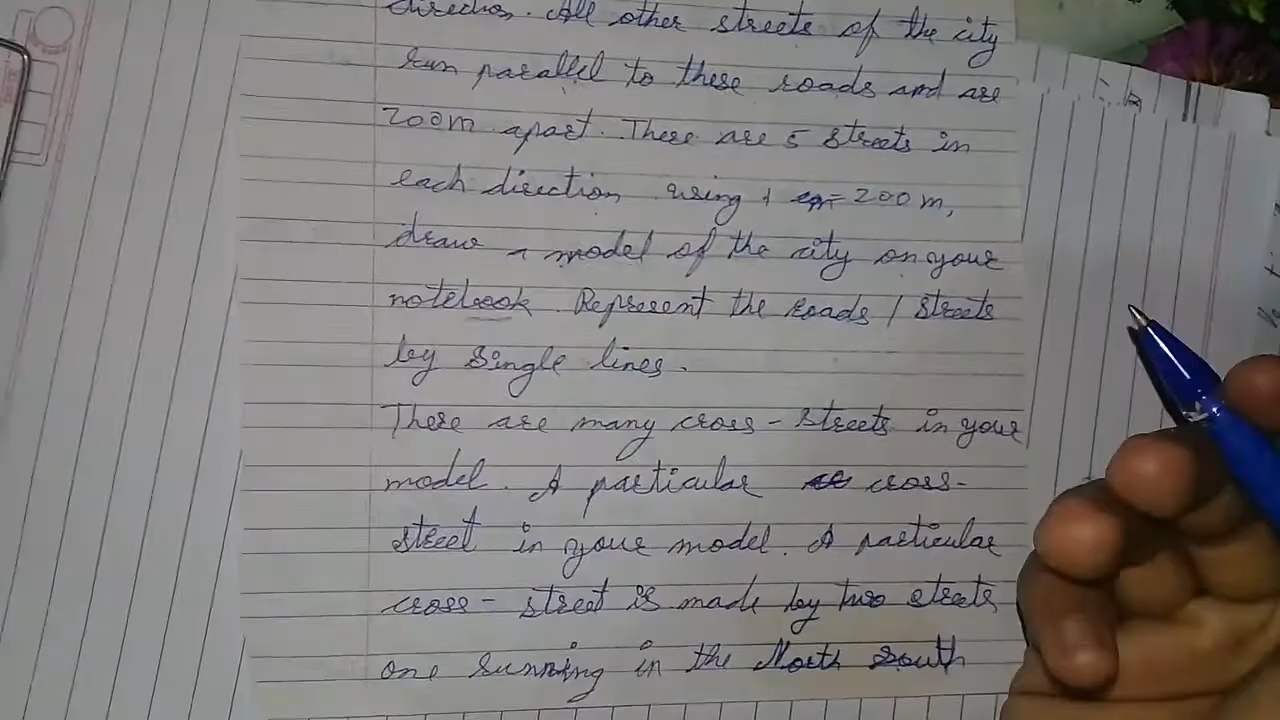 direction. All other streets of the city
run parallel to these roads and are
200m apart. There are 5 streets in
each direction using 1 cm = 200 m,
draw a model of the city on your
notebook. Represent the roads / streets
by single lines.
There are many cross - streets in your
model. A particular cross-
street in your model. A particular
cross - street is made by two streets
one running in the North South